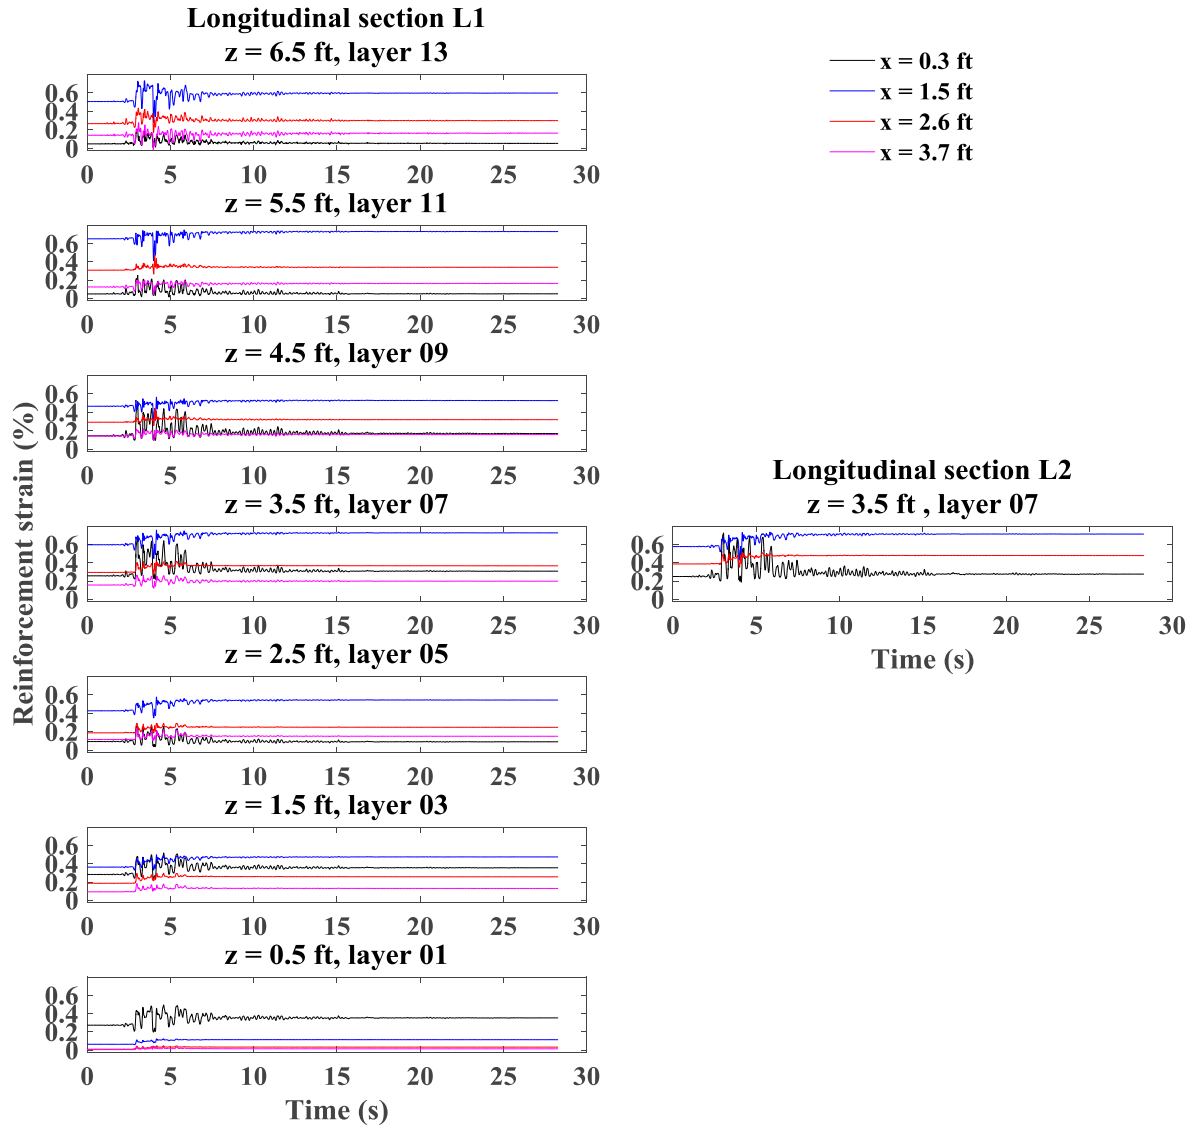 Longitudinal section L1
z = 6.5 ft, layer 13
0.6
0.4
0.2
0
0 5 10 15 20 25 30
x = 0.3 ft
x = 1.5 ft
x = 2.6 ft
x = 3.7 ft
z = 5.5 ft, layer 11
0.6
0.4
0.2
0
0 5 10 15 20 25 30
z = 4.5 ft, layer 09
0.6
0.4
0.2
0
0 5 10 15 20 25 30
Reinforcement strain (%)
z = 3.5 ft, layer 07
0.6
0.4
0.2
0
0 5 10 15 20 25 30
Longitudinal section L2
z = 3.5 ft , layer 07
0.6
0.4
0.2
0
0 5 10 15 20 25 30
Time (s)
z = 2.5 ft, layer 05
0.6
0.4
0.2
0
0 5 10 15 20 25 30
z = 1.5 ft, layer 03
0.6
0.4
0.2
0
0 5 10 15 20 25 30
z = 0.5 ft, layer 01
0.6
0.4
0.2
0
0 5 10 15 20 25 30
Time (s)